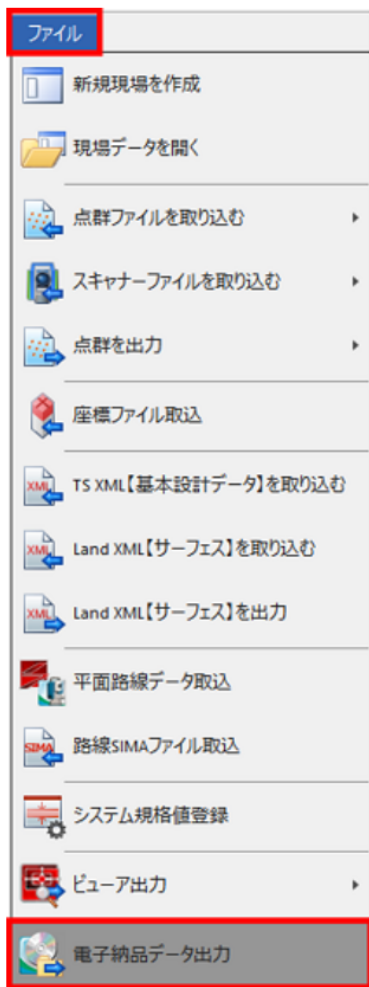 ファイル
新規現場を作成
現場データを開く
点群ファイルを取り込む
スキャナーファイルを取り込む
点群を出力
座標ファイル取込
XML TS XML【基本設計データ】を取り込む
XML Land XML【サーフェス】を取り込む
XML Land XML【サーフェス】を出力
平面路線データ取込
SIMA 路線SIMAファイル取込
システム規格値登録
ビューア出力
電子納品データ出力